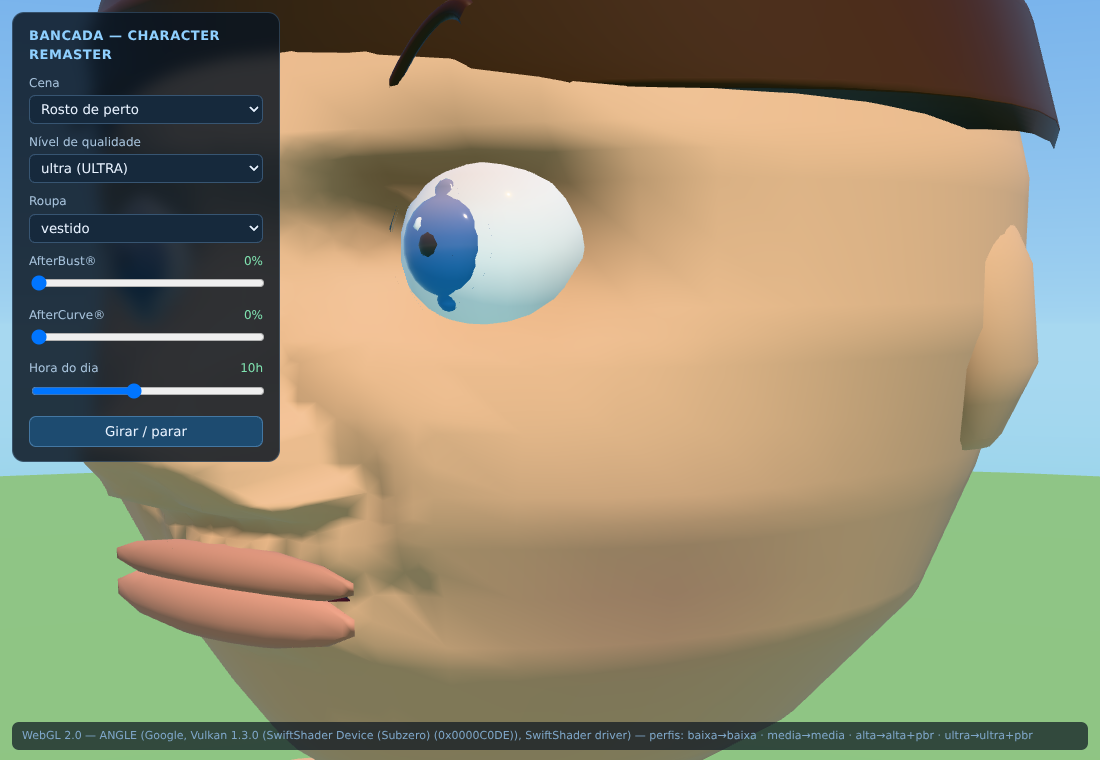 BANCADA — CHARACTER
REMASTER
Cena
Rosto de perto
Nível de qualidade
ultra (ULTRA)
Roupa
vestido
AfterBust® 0%
AfterCurve® 0%
Hora do dia 10h
Girar / parar
WebGL 2.0 — ANGLE (Google, Vulkan 1.3.0 (SwiftShader Device (Subzero) (0x0000C0DE)), SwiftShader driver) — perfis: baixa→baixa · media→media · alta→alta+pbr · ultra→ultra+pbr